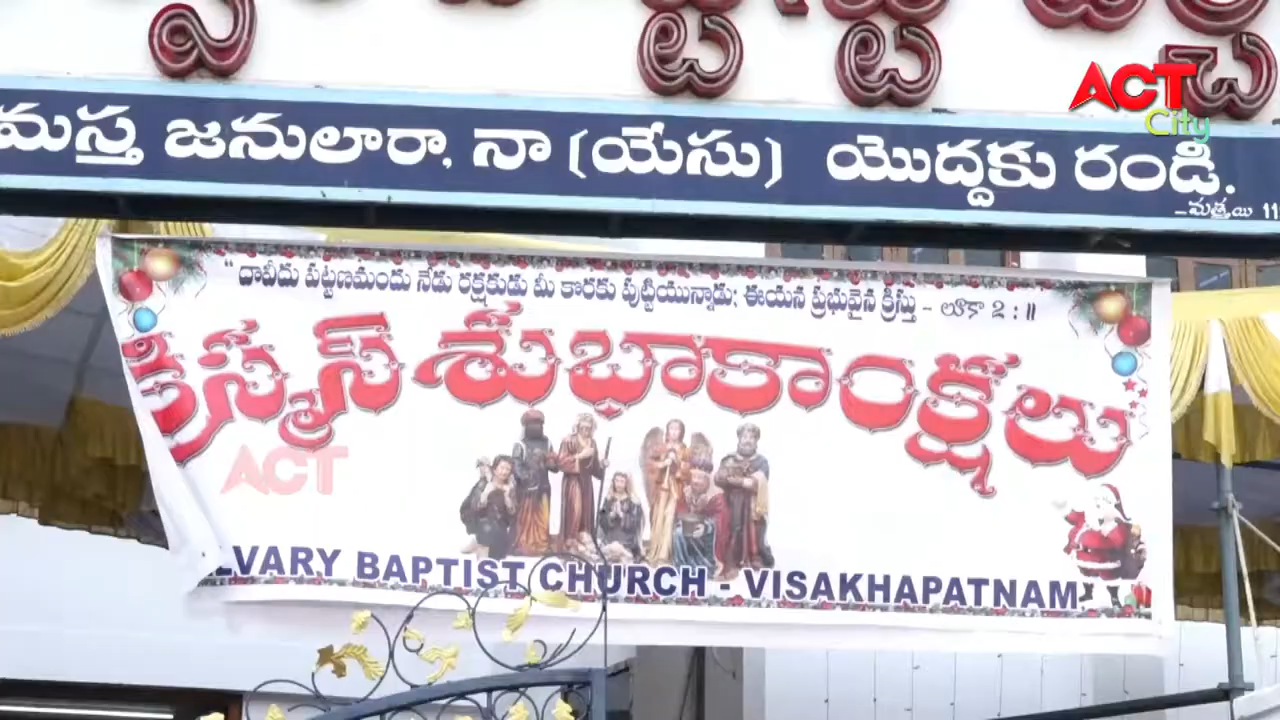 ACT
City
మస్త జనులారా, నా (యేసు) యొద్దకు రండి.
– మత్తయి 11
"దావీదు పట్టణమందు నేడు రక్షకుడు మీ కొరకు పుట్టియున్నాడు; ఈయన ప్రభువైన క్రీస్తు - లూకా 2 : 11
క్రిస్మస్ శుభాకాంక్షలు
ACT
LVARY BAPTIST CHURCH - VISAKHAPATNAM